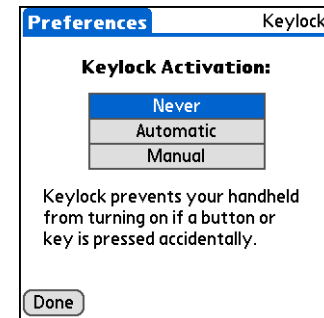 Preferences Keylock
Keylock Activation:
Never
Automatic
Manual
Keylock prevents your handheld
from turning on if a button or
key is pressed accidentally.
Done